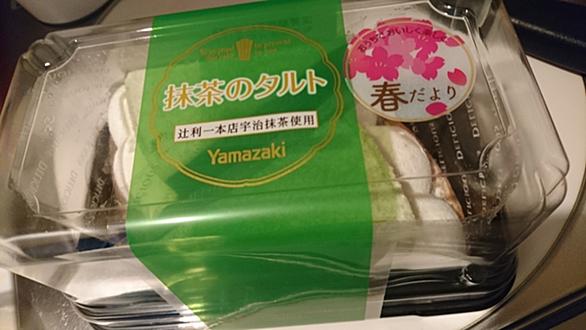 抹茶のタルト
辻利一本店宇治抹茶使用
Yamazaki
春だより
DELICIOUS